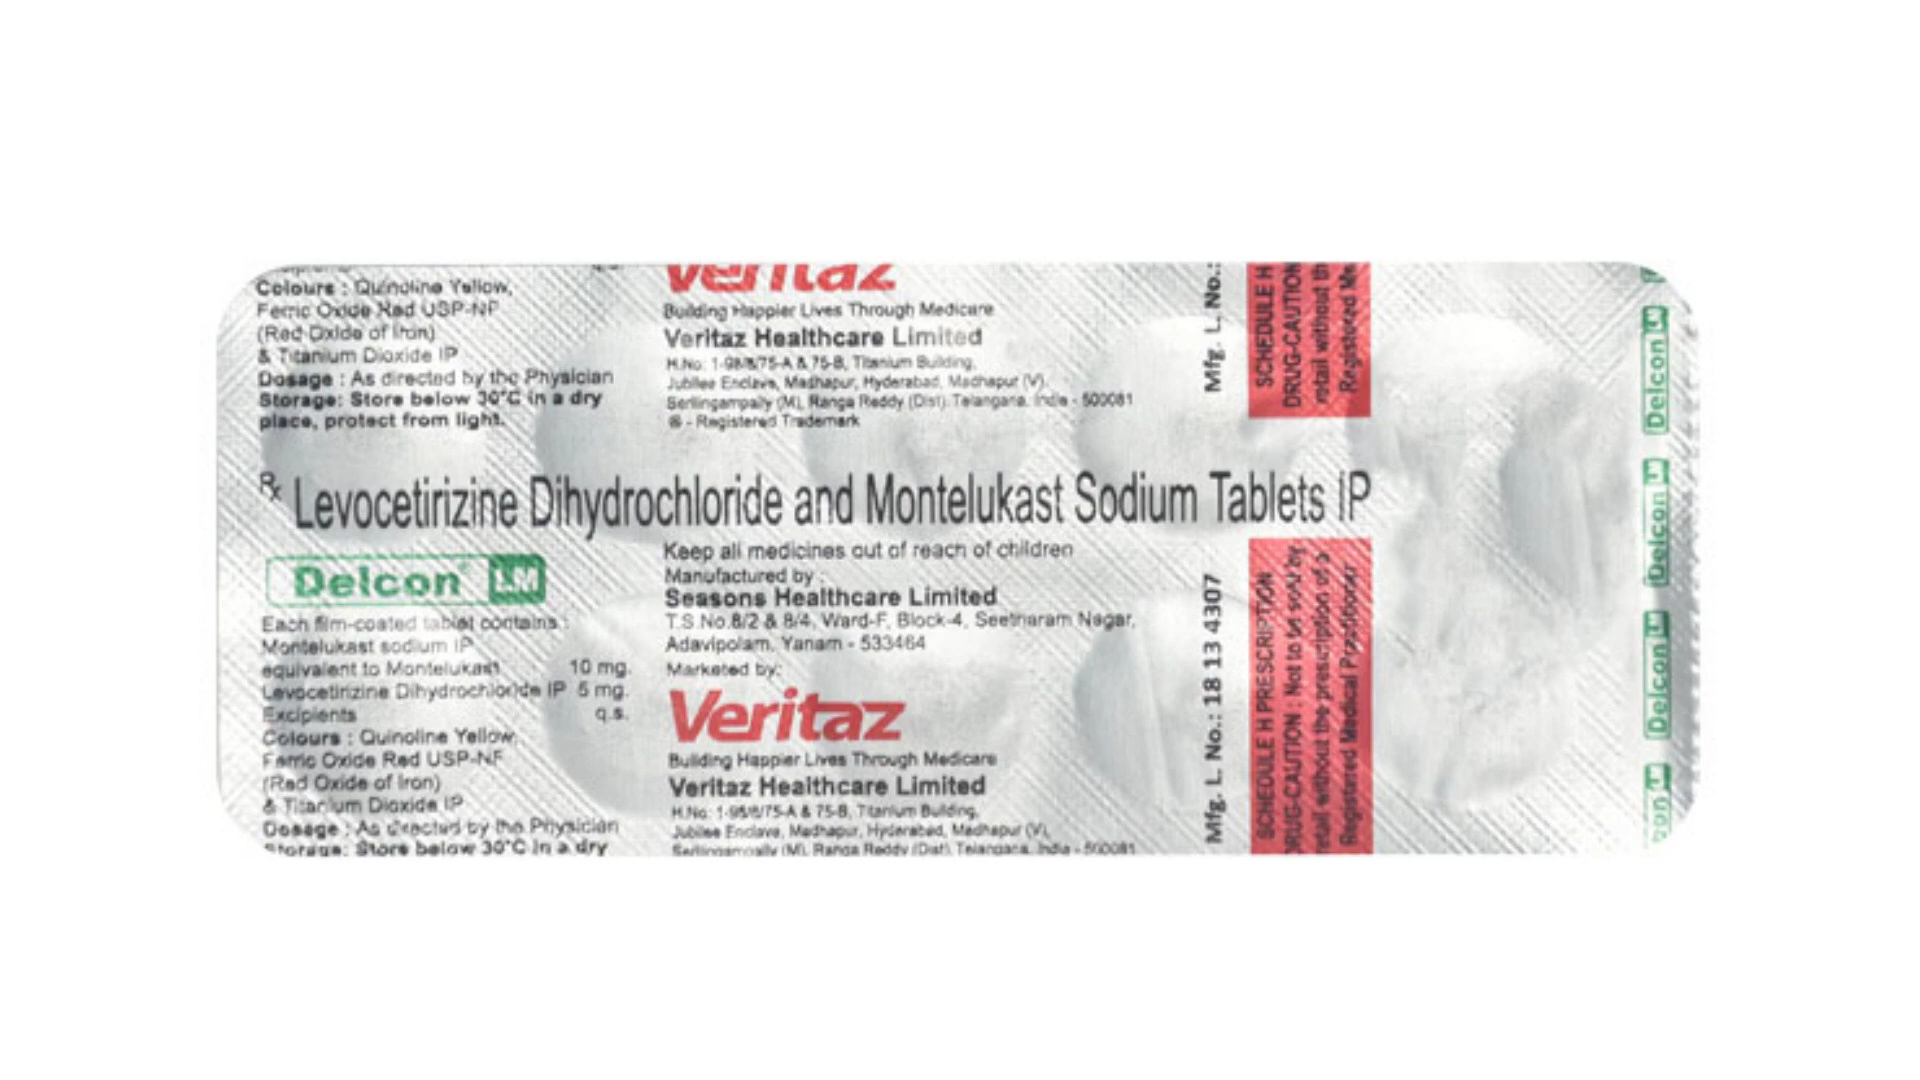 Colours : Quinoline Yellow,
Ferric Oxide Red USP-NF
(Red Oxide of Iron)
& Titanium Dioxide IP
Dosage : As directed by the Physician
Storage: Store below 30°C in a dry
place, protect from light.
Veritaz
Building Happier Lives Through Medicare
Veritaz Healthcare Limited
H.No: 1-98/8/75-A & 75-B, Titanium Building,
Jubilee Enclave, Madhapur, Hyderabad, Madhapur (V),
Serilingampally (M), Ranga Reddy (Dist). Telangana, India - 500081
® - Registered Trademark
Mfg. L. No.:
SCHEDULE H
DRUG-CAUTION
retail without th
Registered Me
Rx Levocetirizine Dihydrochloride and Montelukast Sodium Tablets IP
Delcon® LM
Each film-coated tablet contains :
Montelukast sodium IP
equivalent to Montelukast 10 mg.
Levocetirizine Dihydrochloride IP 5 mg.
Excipients q.s.
Colours : Quinoline Yellow,
Ferric Oxide Red USP-NF
(Red Oxide of Iron)
& Titanium Dioxide IP
Dosage : As directed by the Physician
Storage: Store below 30°C in a dry
Keep all medicines out of reach of children
Manufactured by :
Seasons Healthcare Limited
T.S No.8/2 & 8/4, Ward-F, Block-4, Seetharam Nagar,
Adavipolam, Yanam - 533464
Marketed by:
Veritaz
Building Happier Lives Through Medicare
Veritaz Healthcare Limited
H.No: 1-98/8/75-A & 75-B, Titanium Building,
Jubilee Enclave, Madhapur, Hyderabad, Madhapur (V),
Serilingampally (M), Ranga Reddy (Dist). Telangana, India - 500081
Mfg. L. No.: 18 13 4307
SCHEDULE H PRESCRIPTION
DRUG-CAUTION : Not to be sold by
retail without the prescription of a
Registered Medical Practitioner
Delcon LM
Delcon LM
Delcon LM
con LM